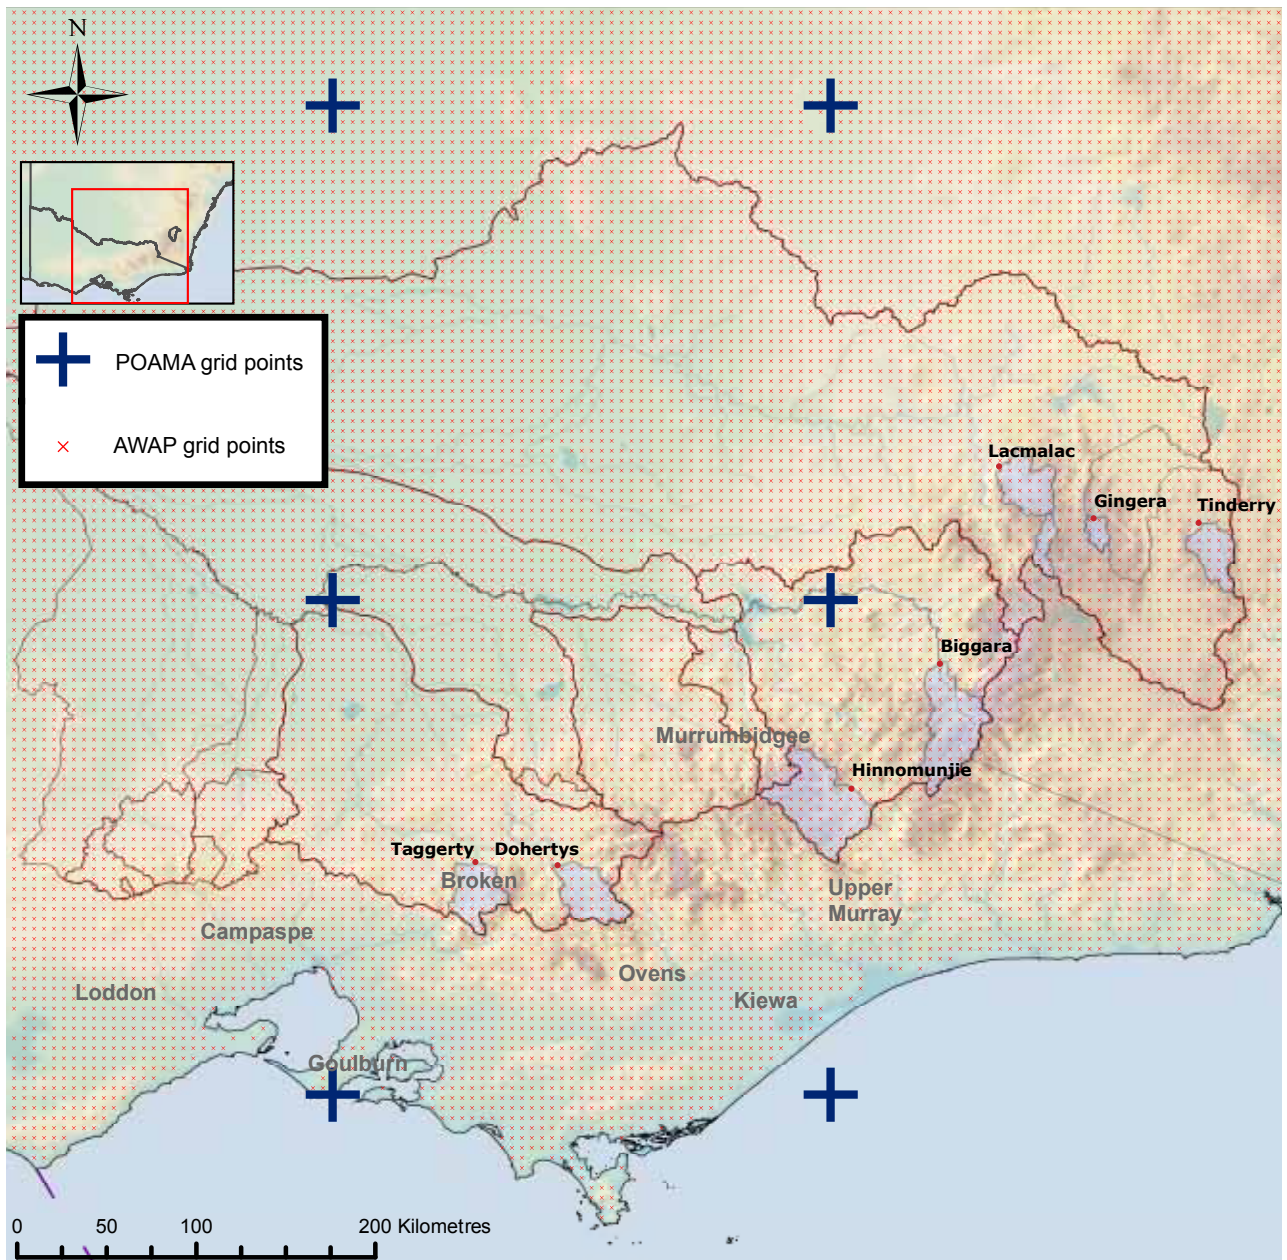 N
POAMA grid points
AWAP grid points
Lacmalac
Gingera
Tinderry
Biggara
Murrumbidgee
Hinnomunjie
Taggerty
Dohertys
Broken
Upper
Murray
Campaspe
Ovens
Loddon
Kiewa
Goulburn
0 50 100 200 Kilometres